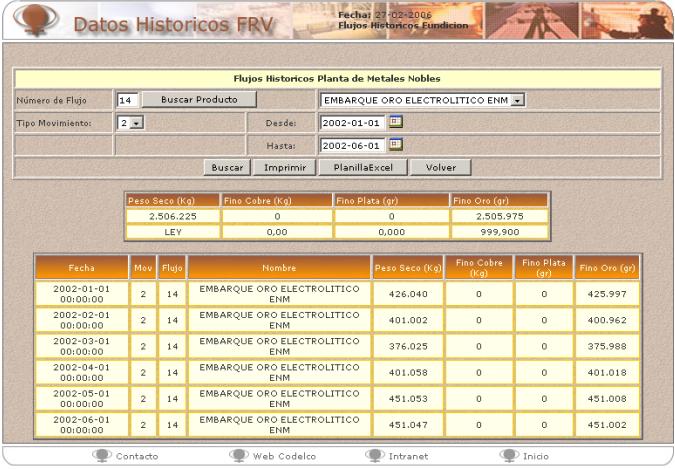 Datos Historicos FRV
Fecha: 27-02-2006
Flujos Historicos Fundicion
Flujos Historicos Planta de Metales Nobles
Número de Flujo 14 Buscar Producto EMBARQUE ORO ELECTROLITICO ENM
Tipo Movimiento: 2 Desde: 2002-01-01
Hasta: 2002-06-01
Buscar Imprimir PlanillaExcel Volver
Peso Seco (Kg) Fino Cobre (Kg) Fino Plata (gr) Fino Oro (gr)
2.506.225 0 0 2.505.975
LEY 0,00 0,000 999,900
Fecha Mov Flujo Nombre Peso Seco (Kg) Fino Cobre (Kg) Fino Plata (gr) Fino Oro (gr)
2002-01-01 00:00:00 2 14 EMBARQUE ORO ELECTROLITICO ENM 426.040 0 0 425.997
2002-02-01 00:00:00 2 14 EMBARQUE ORO ELECTROLITICO ENM 401.002 0 0 400.962
2002-03-01 00:00:00 2 14 EMBARQUE ORO ELECTROLITICO ENM 376.025 0 0 375.988
2002-04-01 00:00:00 2 14 EMBARQUE ORO ELECTROLITICO ENM 401.058 0 0 401.018
2002-05-01 00:00:00 2 14 EMBARQUE ORO ELECTROLITICO ENM 451.053 0 0 451.008
2002-06-01 00:00:00 2 14 EMBARQUE ORO ELECTROLITICO ENM 451.047 0 0 451.002
Contacto Web Codelco Intranet Inicio